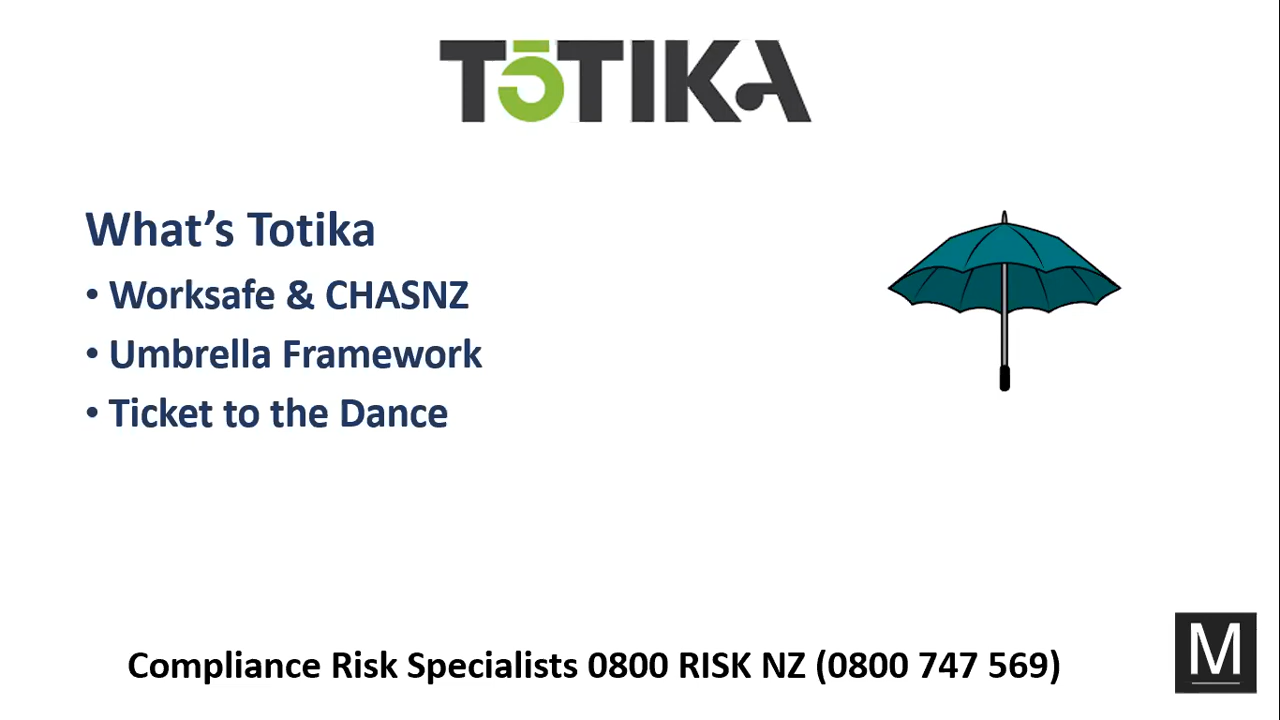 TŌTIKA
What's Totika
• Worksafe & CHASNZ
• Umbrella Framework
• Ticket to the Dance
Compliance Risk Specialists 0800 RISK NZ (0800 747 569)
M